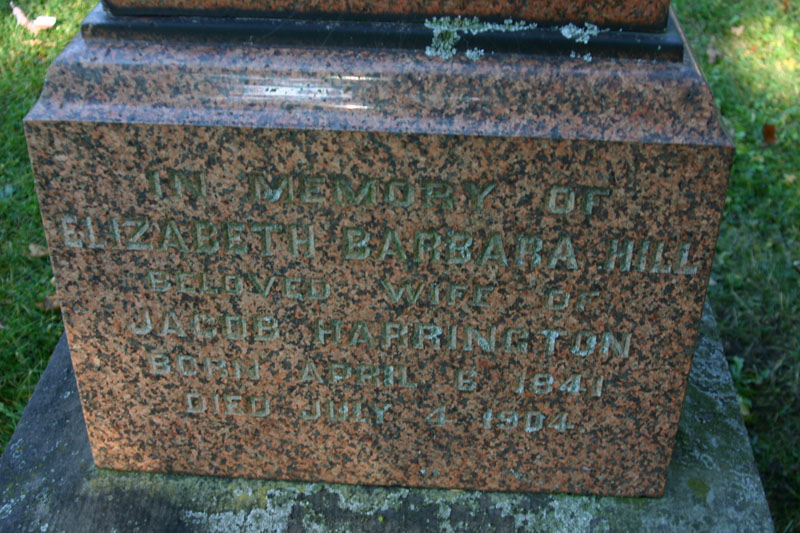 IN MEMORY OF
ELIZABETH BARBARA HILL
BELOVED WIFE OF
JACOB HARRINGTON
BORN APRIL 6 1841
DIED JULY 4 1904